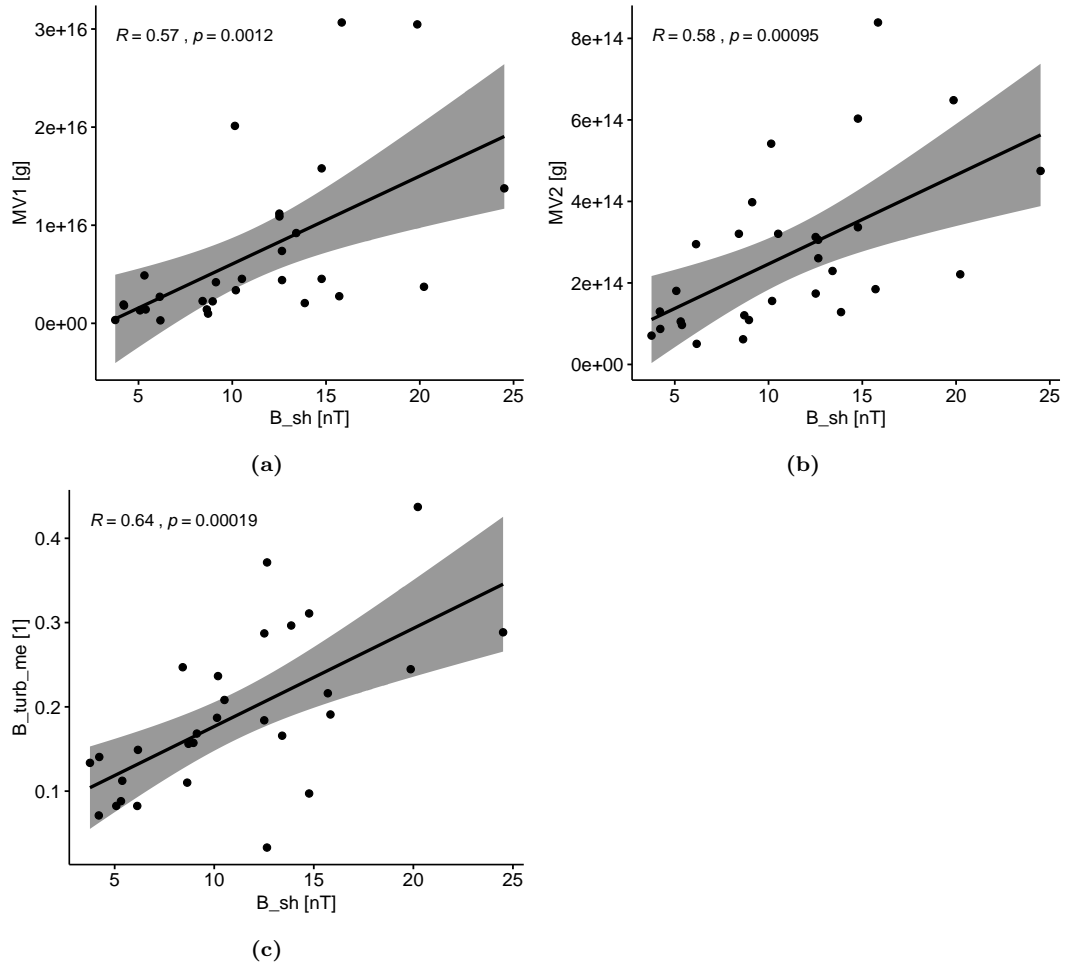 R = 0.57 , p = 0.0012
3e+16
2e+16
1e+16
0e+00
MV1 [g]
5 10 15 20 25
B_sh [nT]
(a)
R = 0.58 , p = 0.00095
8e+14
6e+14
4e+14
2e+14
0e+00
MV2 [g]
5 10 15 20 25
B_sh [nT]
(b)
R = 0.64 , p = 0.00019
0.4
0.3
0.2
0.1
B_turb_me [1]
5 10 15 20 25
B_sh [nT]
(c)